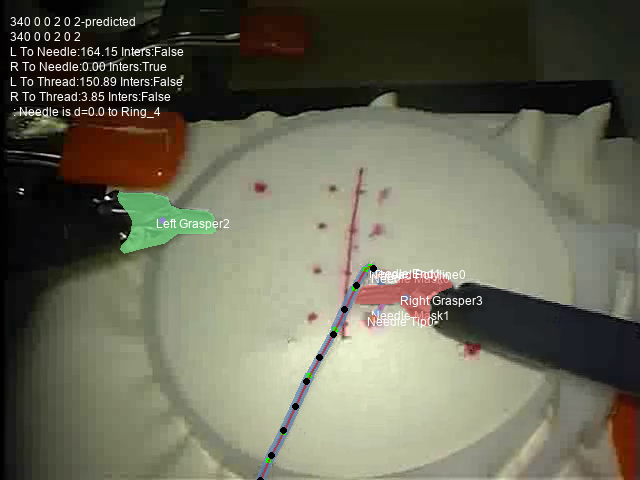 340 0 0 2 0 2-predicted
340 0 0 2 0 2
L To Needle:164.15 Inters:False
R To Needle:0.00 Inters:True
L To Thread:150.89 Inters:False
R To Thread:3.85 Inters:False
: Needle is d=0.0 to Ring_4
Left Grasper2
Right Grasper3
Needle Tip0